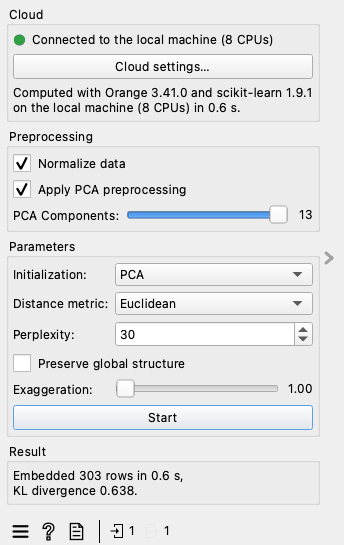 Cloud
Connected to the local machine (8 CPUs)
Cloud settings...
Computed with Orange 3.41.0 and scikit-learn 1.9.1
on the local machine (8 CPUs) in 0.6 s.
Preprocessing
Normalize data
Apply PCA preprocessing
PCA Components: 13
Parameters
Initialization: PCA
Distance metric: Euclidean
Perplexity: 30
Preserve global structure
Exaggeration: 1.00
Start
Result
Embedded 303 rows in 0.6 s,
KL divergence 0.638.
1 1